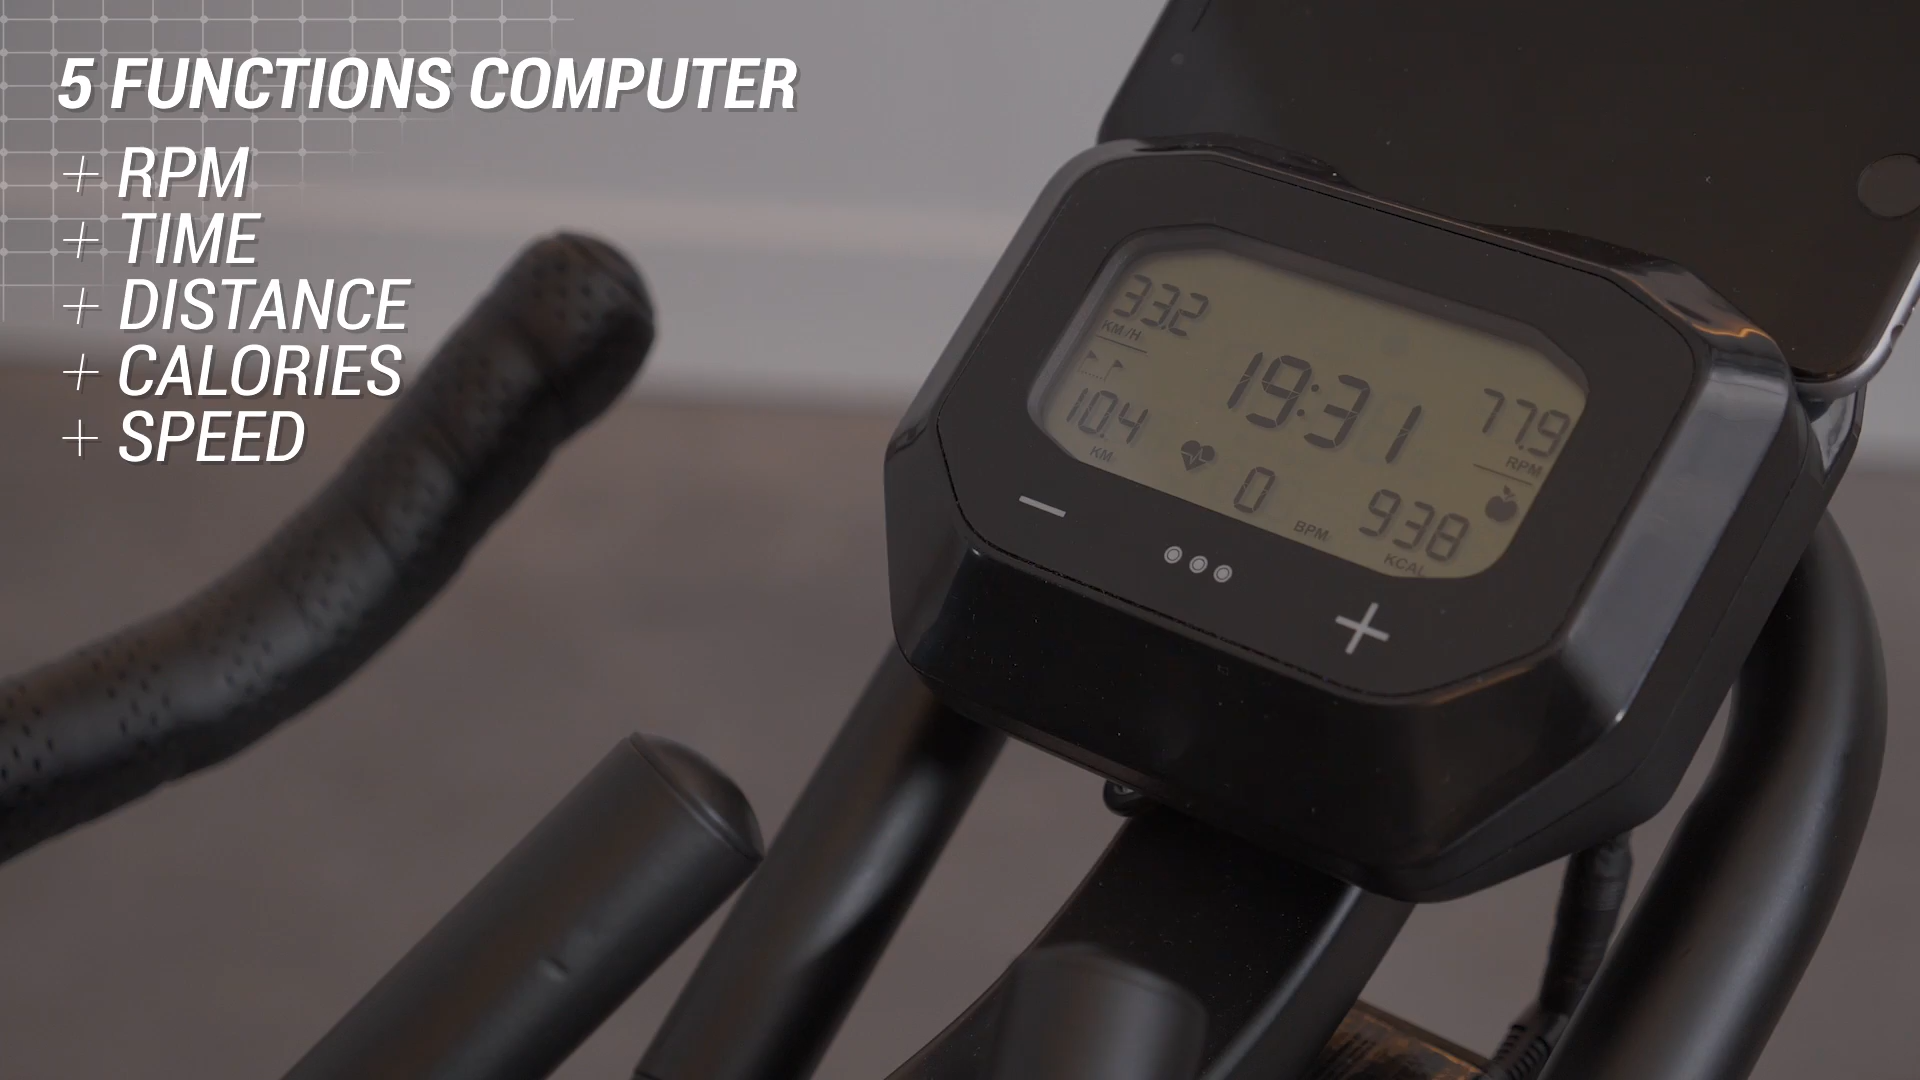 5 FUNCTIONS COMPUTER
+ RPM
+ TIME
+ DISTANCE
+ CALORIES
+ SPEED
33.2
KM/H
19:31
77.9
RPM
10.4
KM
0
BPM
938
KCAL